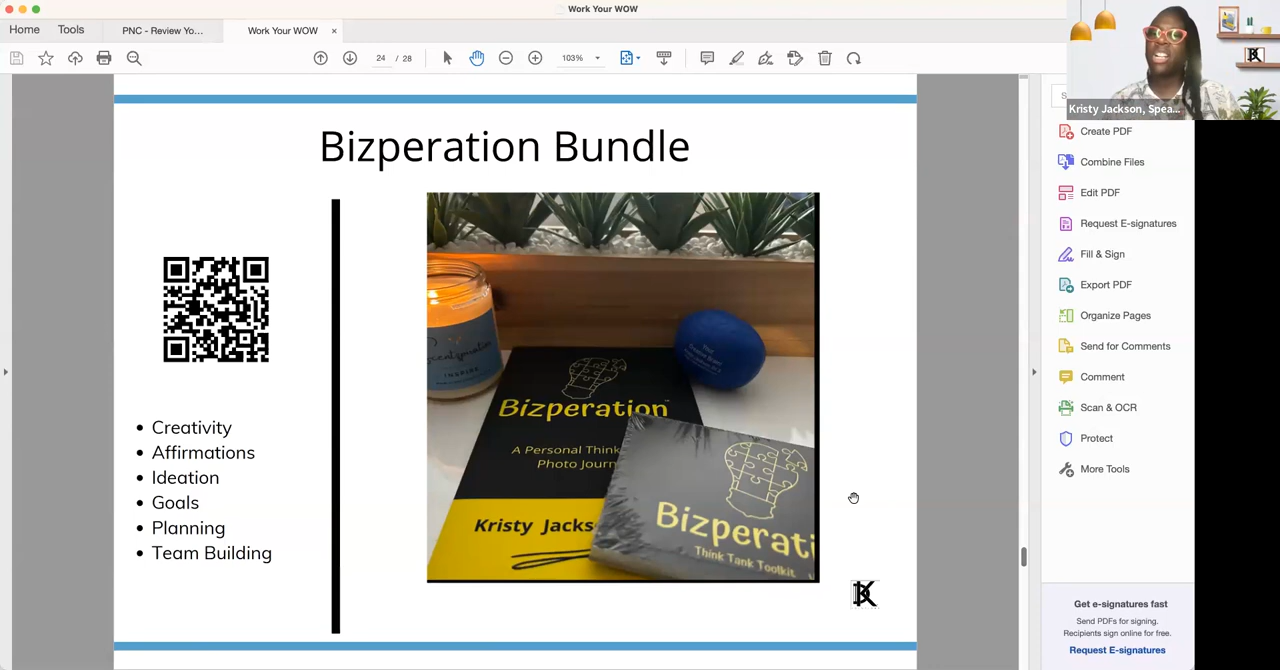 Work Your WOW
Home
Tools
PNC - Review Yo...
Work Your WOW
24 / 28
103%
Kristy Jackson, Spea...
Bizperation Bundle
Creativity
Affirmations
Ideation
Goals
Planning
Team Building
INSPIRE
Bizperation
A Personal Think
Photo Journ
Kristy Jacks
Bizperati
Think Tank Toolkit
Create PDF
Combine Files
Edit PDF
Request E-signatures
Fill & Sign
Export PDF
Organize Pages
Send for Comments
Comment
Scan & OCR
Protect
More Tools
Get e-signatures fast
Send PDFs for signing.
Recipients sign online for free.
Request E-signatures